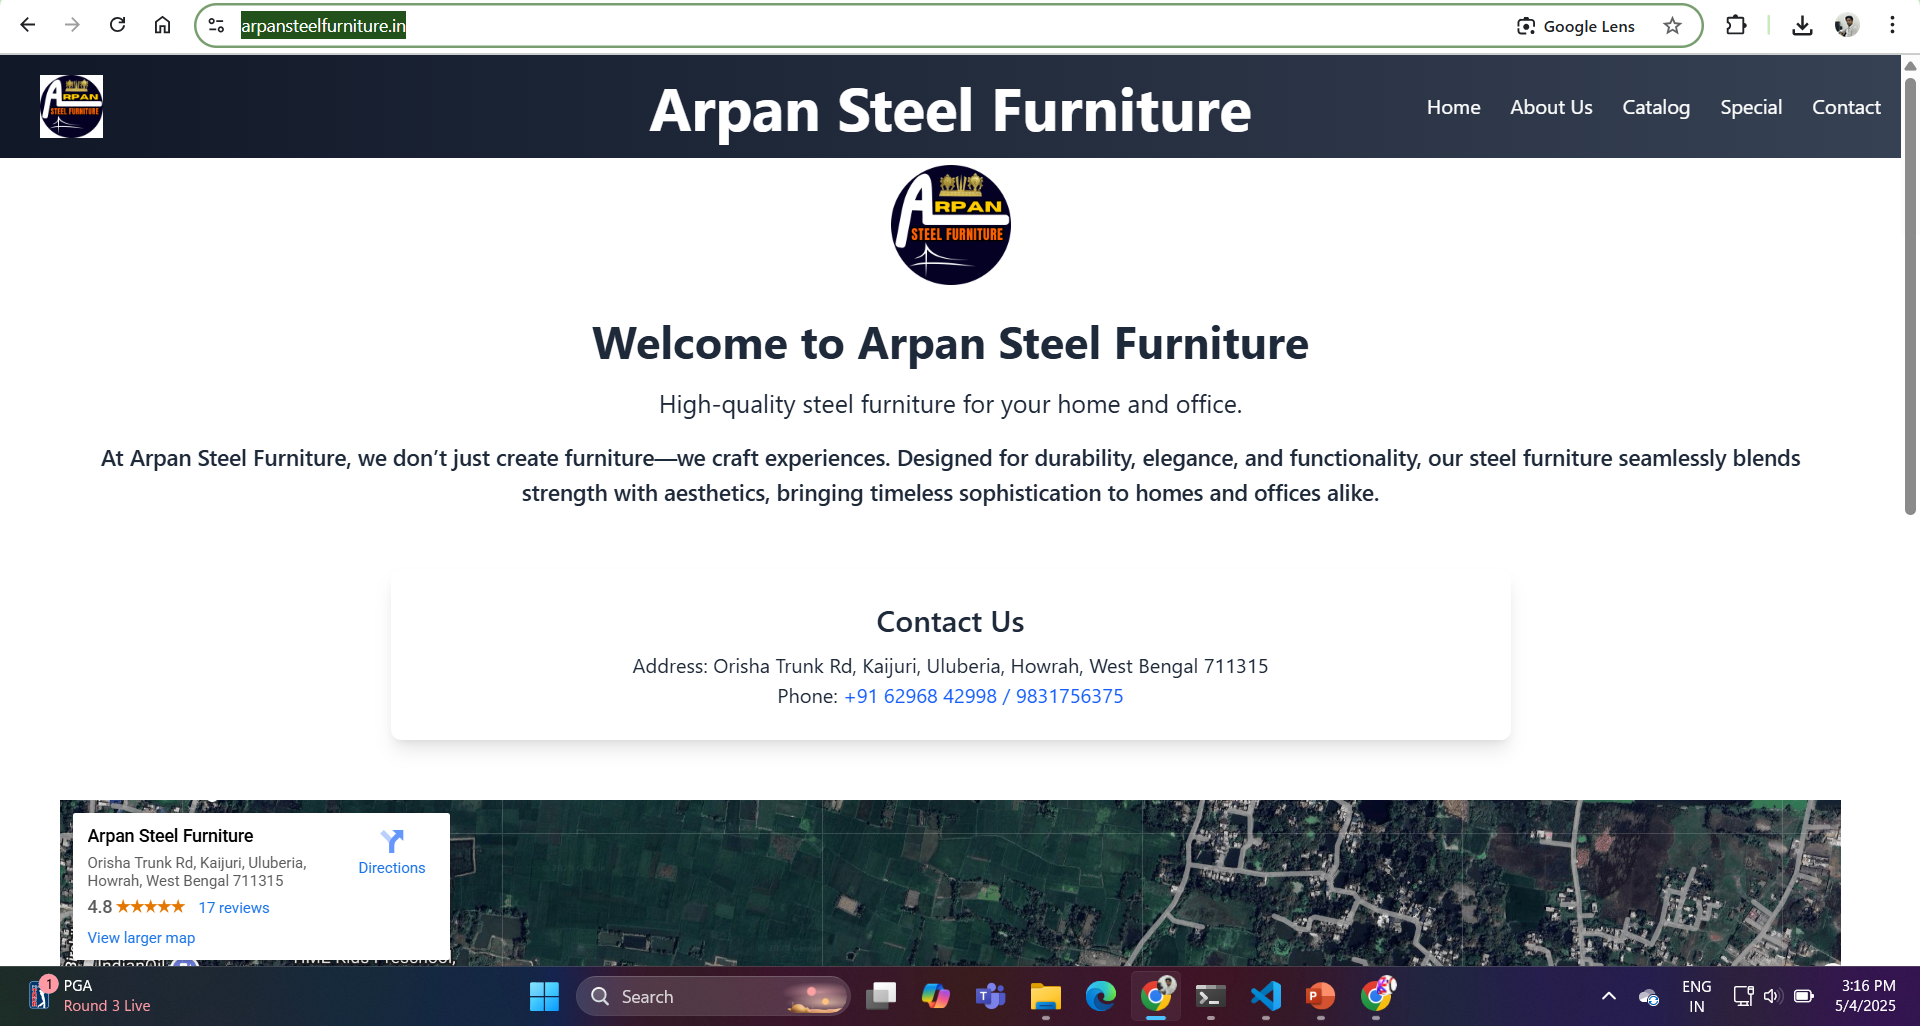 arpansteelfurniture.in
Google Lens
ARPAN
STEEL FURNITURE
Arpan Steel Furniture
Home About Us Catalog Special Contact
ARPAN
STEEL FURNITURE
Welcome to Arpan Steel Furniture
High-quality steel furniture for your home and office.
At Arpan Steel Furniture, we don’t just create furniture—we craft experiences. Designed for durability, elegance, and functionality, our steel furniture seamlessly blends
strength with aesthetics, bringing timeless sophistication to homes and offices alike.
Contact Us
Address: Orisha Trunk Rd, Kaijuri, Uluberia, Howrah, West Bengal 711315
Phone: +91 62968 42998 / 9831756375
Arpan Steel Furniture
Directions
Orisha Trunk Rd, Kaijuri, Uluberia,
Howrah, West Bengal 711315
4.8 17 reviews
View larger map
1
PGA
Round 3 Live
Search
ENG
IN
3:16 PM
5/4/2025